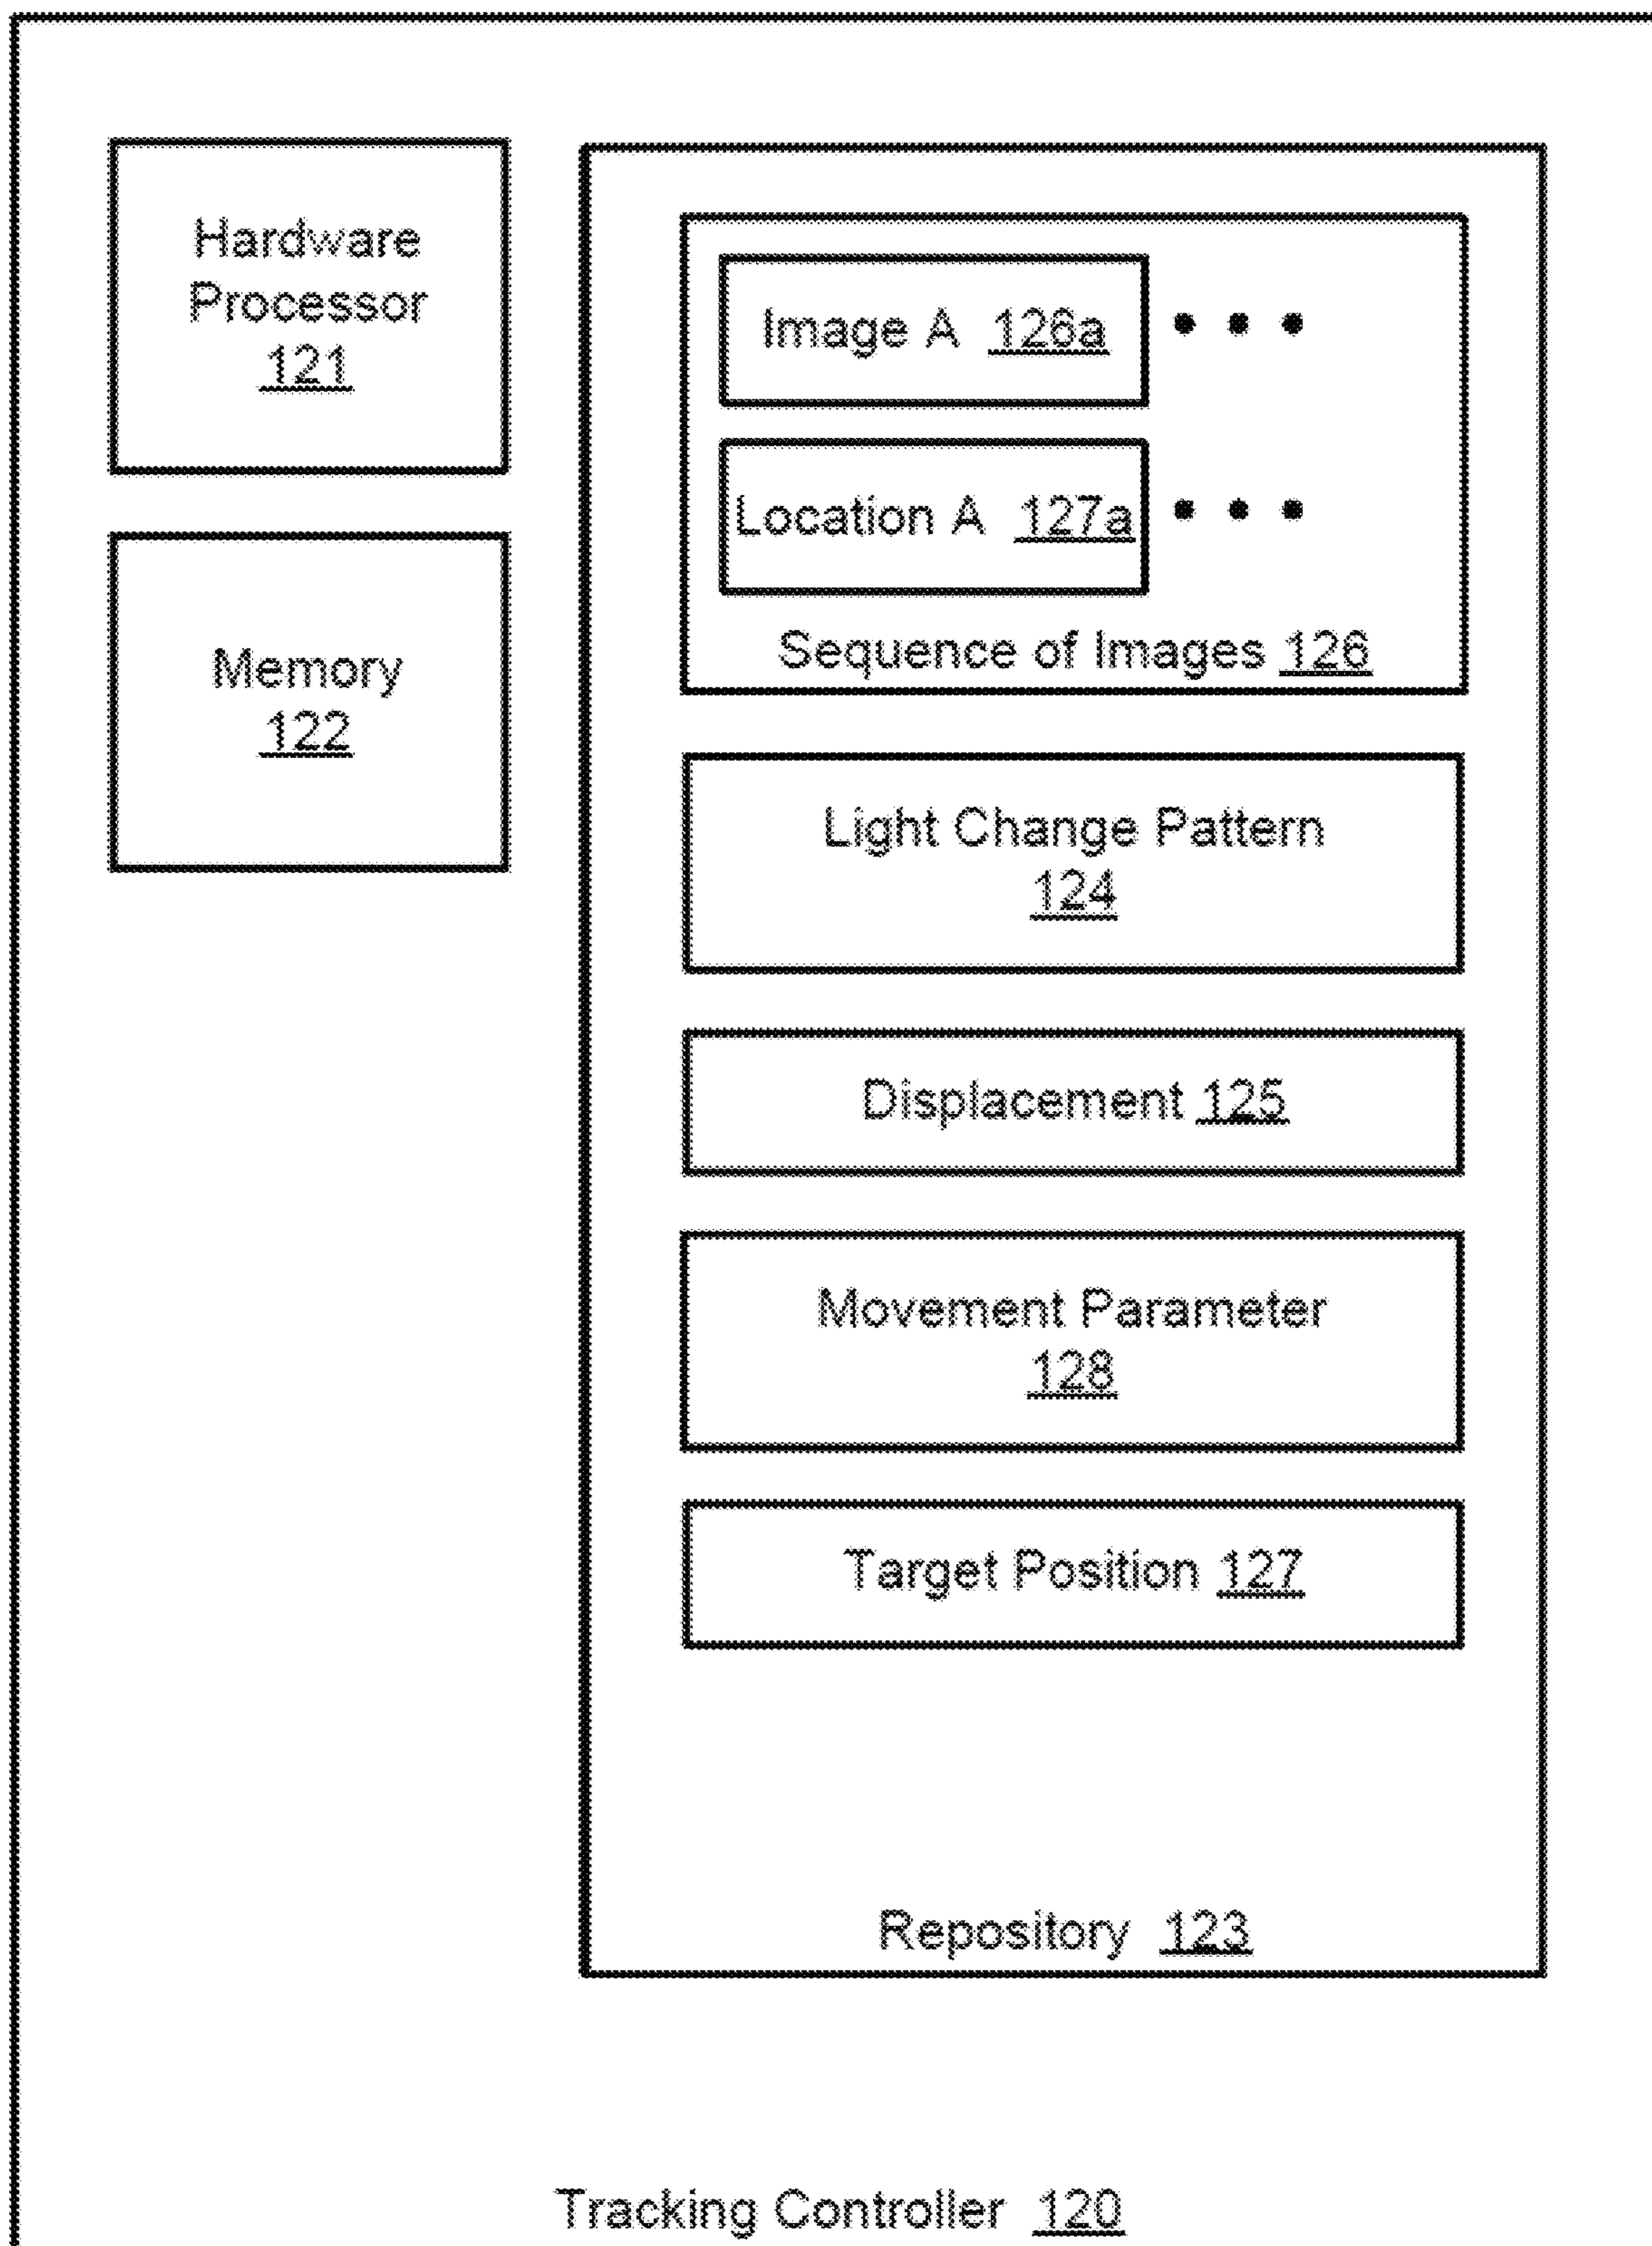 Hardware
Processor
121
Memory
122
Image A 126a
Location A 127a
Sequence of Images 126
Light Change Pattern
124
Displacement 125
Movement Parameter
128
Target Position 127
Repository 123
Tracking Controller 120